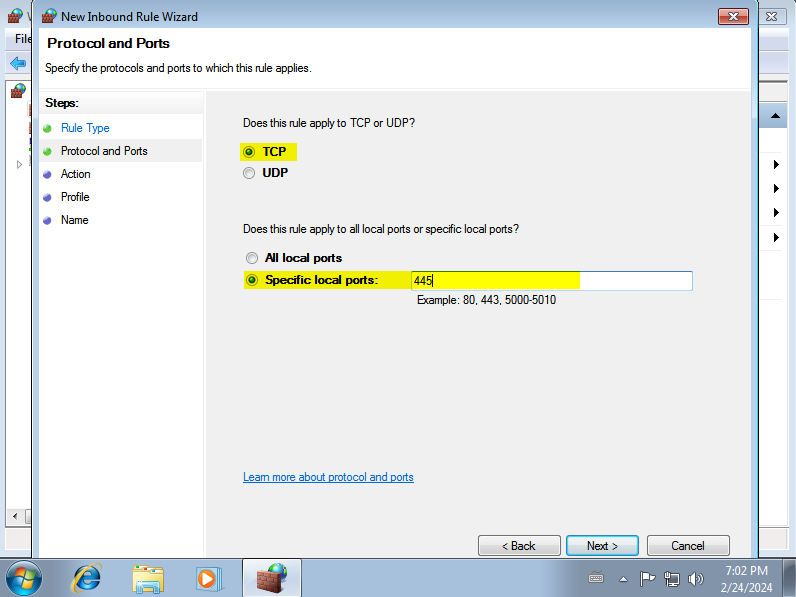 New Inbound Rule Wizard
File
Protocol and Ports
Specify the protocols and ports to which this rule applies.
Steps:
Rule Type
Protocol and Ports
Action
Profile
Name
Does this rule apply to TCP or UDP?
TCP
UDP
Does this rule apply to all local ports or specific local ports?
All local ports
Specific local ports:
445
Example: 80, 443, 5000-5010
Learn more about protocol and ports
< Back
Next >
Cancel
7:02 PM
2/24/2024